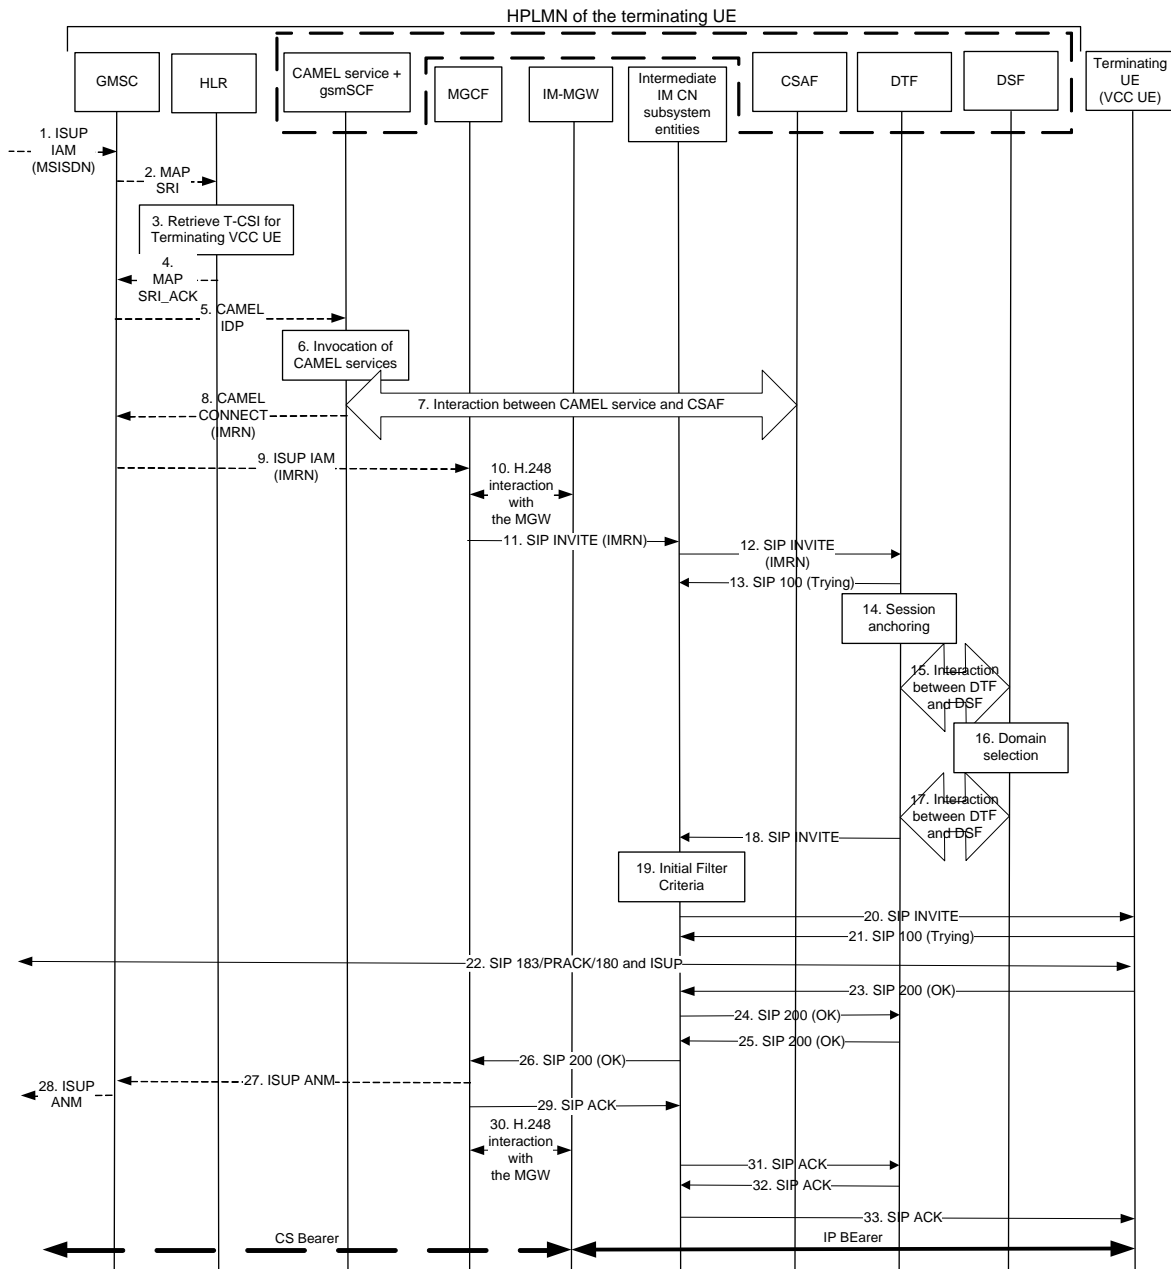 HPLMN of the terminating UE
GMSC
HLR
CAMEL service +
gsmSCF
MGCF
IM-MGW
Intermediate
IM CN
subsystem
entities
CSAF
DTF
DSF
Terminating
UE
(VCC UE)
1. ISUP
IAM
(MSISDN)
2. MAP
SRI
3. Retrieve T-CSI for
Terminating VCC UE
4.
MAP
SRI_ACK
5. CAMEL
IDP
6. Invocation of
CAMEL services
7. Interaction between CAMEL service and CSAF
8. CAMEL
CONNECT
(IMRN)
9. ISUP IAM
(IMRN)
10. H.248
interaction
with
the MGW
11. SIP INVITE (IMRN)
12. SIP INVITE
(IMRN)
13. SIP 100 (Trying)
14. Session
anchoring
15. Interaction
between DTF
and DSF
16. Domain
selection
17. Interaction
between DTF
and DSF
18. SIP INVITE
19. Initial Filter
Criteria
20. SIP INVITE
21. SIP 100 (Trying)
22. SIP 183/PRACK/180 and ISUP
23. SIP 200 (OK)
24. SIP 200 (OK)
25. SIP 200 (OK)
26. SIP 200 (OK)
27. ISUP ANM
28. ISUP
ANM
29. SIP ACK
30. H.248
interaction
with
the MGW
31. SIP ACK
32. SIP ACK
33. SIP ACK
CS Bearer
IP BEarer